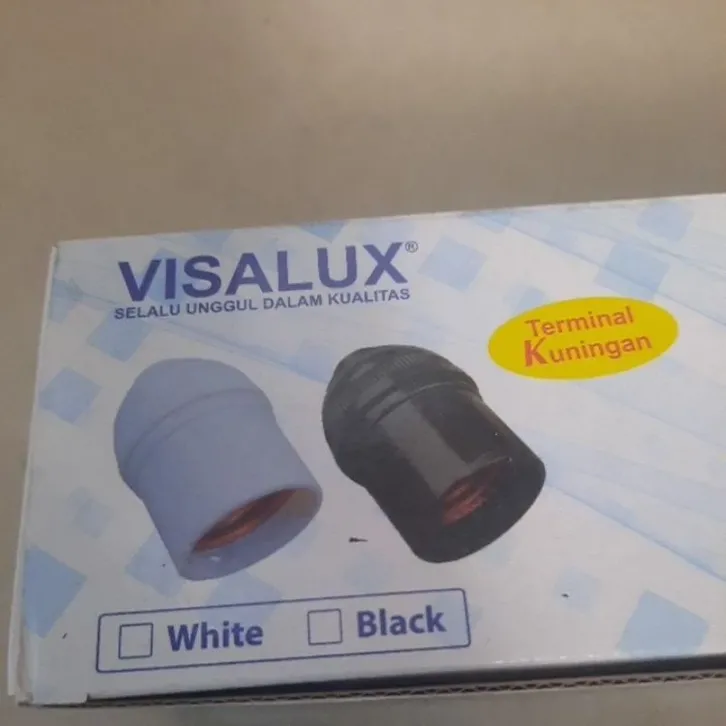 VISALUX®
SELALU UNGGUL DALAM KUALITAS
Terminal
Kuningan
White
Black